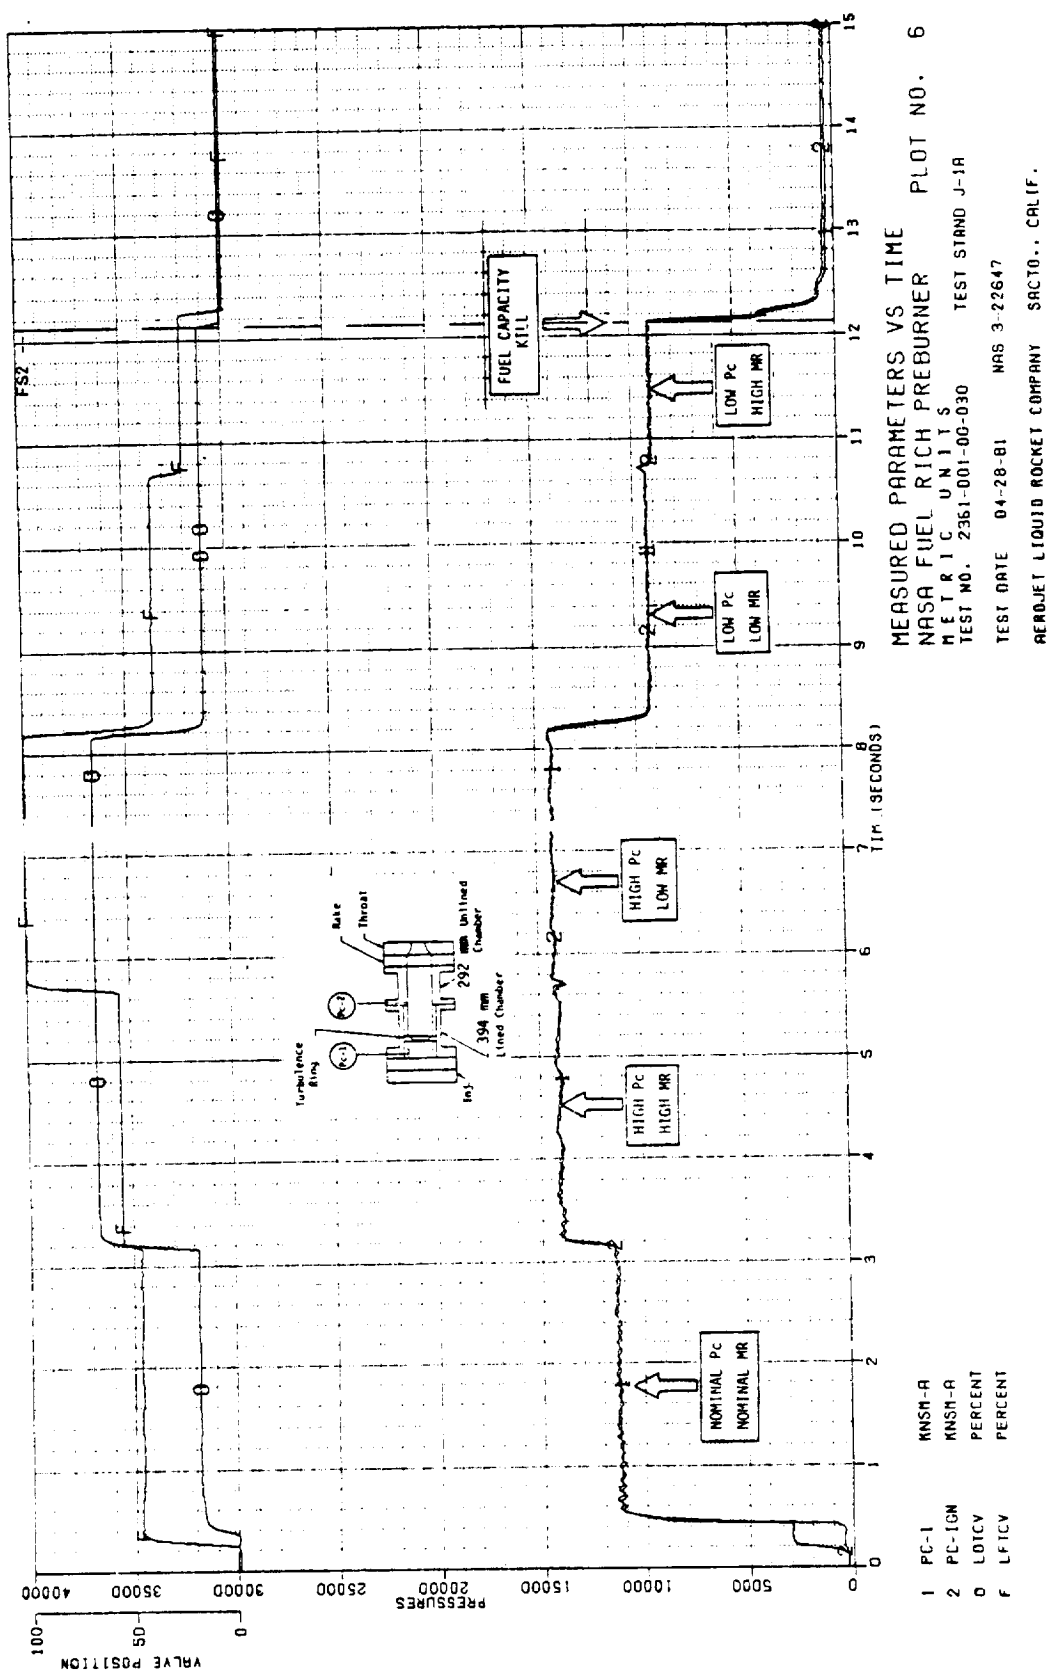 MEASURED PARAMETERS VS TIME
NASA FUEL RICH PREBURNER PLOT NO. 6
METRIC UNITS
TEST NO. 2361-D01-00-030 TEST STAND J-1A
TEST DATE 04-28-81 NAS 3-22647
AEROJET LIQUID ROCKET COMPANY SACTO., CALIF.
VALVE POSITION
100
50
0
PRESSURES
40000
35000
30000
25000
20000
15000
10000
5000
0
FS2
FUEL CAPACITY
KILL
NOMINAL Pc
NOMINAL MR
HIGH Pc
HIGH MR
HIGH Pc
LOW MR
LOW Pc
LOW MR
LOW Pc
HIGH MR
Turbulence
Ring
Pc-1
Pc-2
Rake
Throat
Inj.
394 mm
Lined Chamber
292 mm Unlined
Chamber
0 1 2 3 4 5 6 7 8 9 10 11 12 13 14 15
TIM (SECONDS)
1 PC-1 KNSM-A
2 PC-IGN KNSM-A
O LOTCV PERCENT
F LFTCV PERCENT